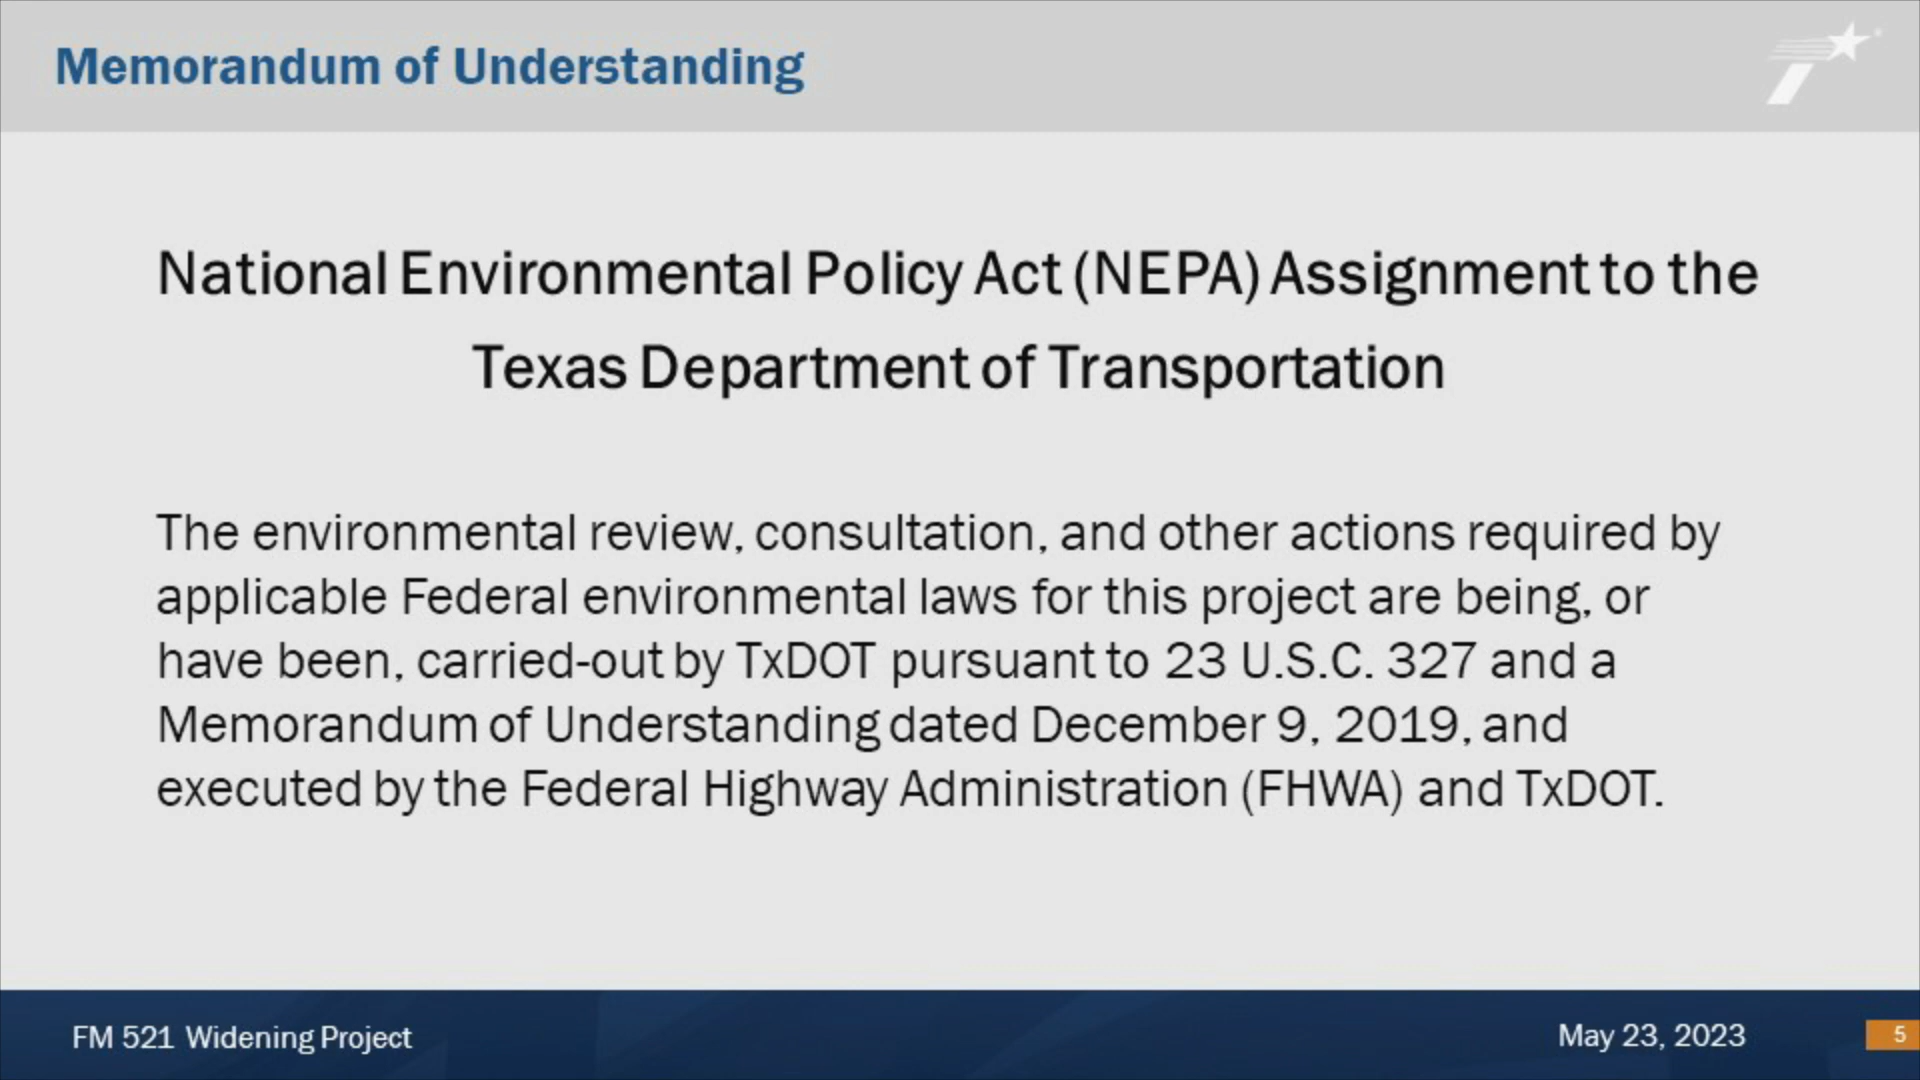 Memorandum of Understanding
National Environmental Policy Act (NEPA) Assignment to the
Texas Department of Transportation
The environmental review, consultation, and other actions required by
applicable Federal environmental laws for this project are being, or
have been, carried-out by TxDOT pursuant to 23 U.S.C. 327 and a
Memorandum of Understanding dated December 9, 2019, and
executed by the Federal Highway Administration (FHWA) and TxDOT.
FM 521 Widening Project
May 23, 2023
5